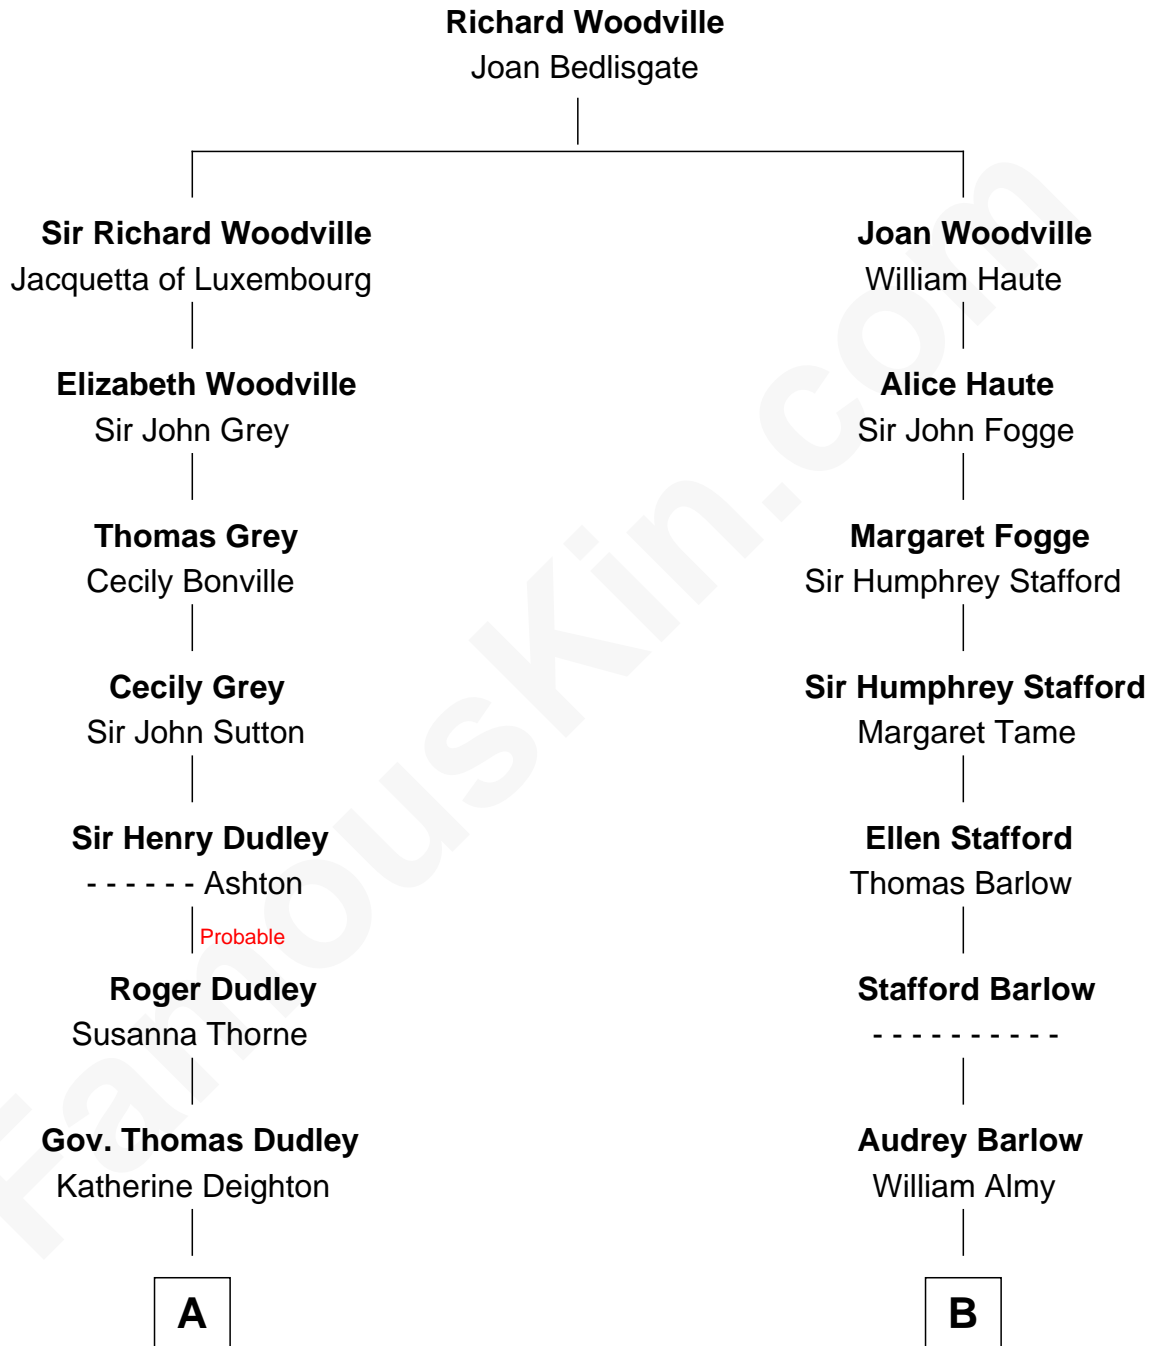 Richard Woodville
Joan Bedlisgate
Sir Richard Woodville
Jacquetta of Luxembourg
Joan Woodville
William Haute
Elizabeth Woodville
Sir John Grey
Alice Haute
Sir John Fogge
Thomas Grey
Cecily Bonville
Margaret Fogge
Sir Humphrey Stafford
Cecily Grey
Sir John Sutton
Sir Humphrey Stafford
Margaret Tame
Sir Henry Dudley
- - - - - - Ashton
Ellen Stafford
Thomas Barlow
Probable
Roger Dudley
Susanna Thorne
Stafford Barlow
- - - - - - - - - -
Gov. Thomas Dudley
Katherine Deighton
Audrey Barlow
William Almy
A
B
FamousKin.com